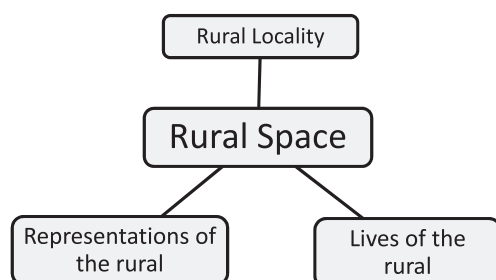 Rural Locality
Rural Space
Representations of
the rural
Lives of the
rural